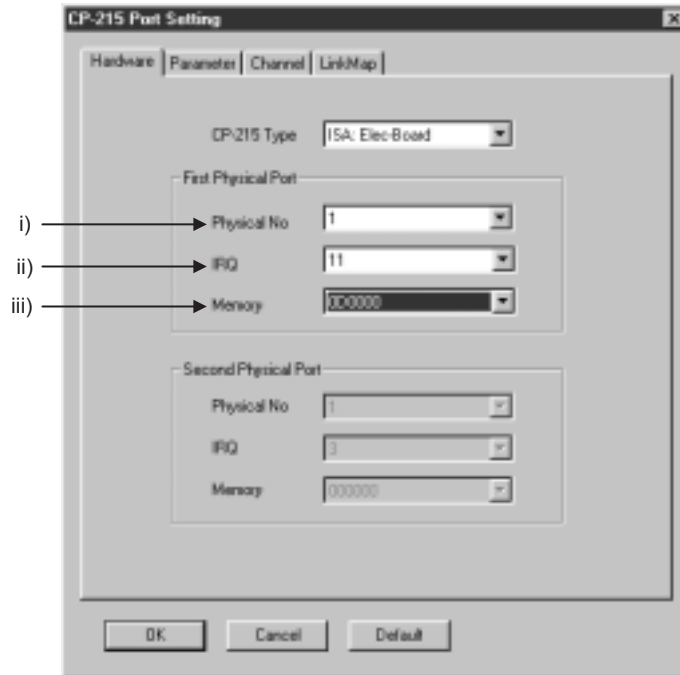 CP-215 Port Setting
Hardware Parameter Channel LinkMap
CP-215 Type ISA: Elec-Board
First Physical Port
i) Physical No 1
ii) IRQ 11
iii) Memory 0D0000
Second Physical Port
Physical No 1
IRQ 3
Memory 000000
OK Cancel Default